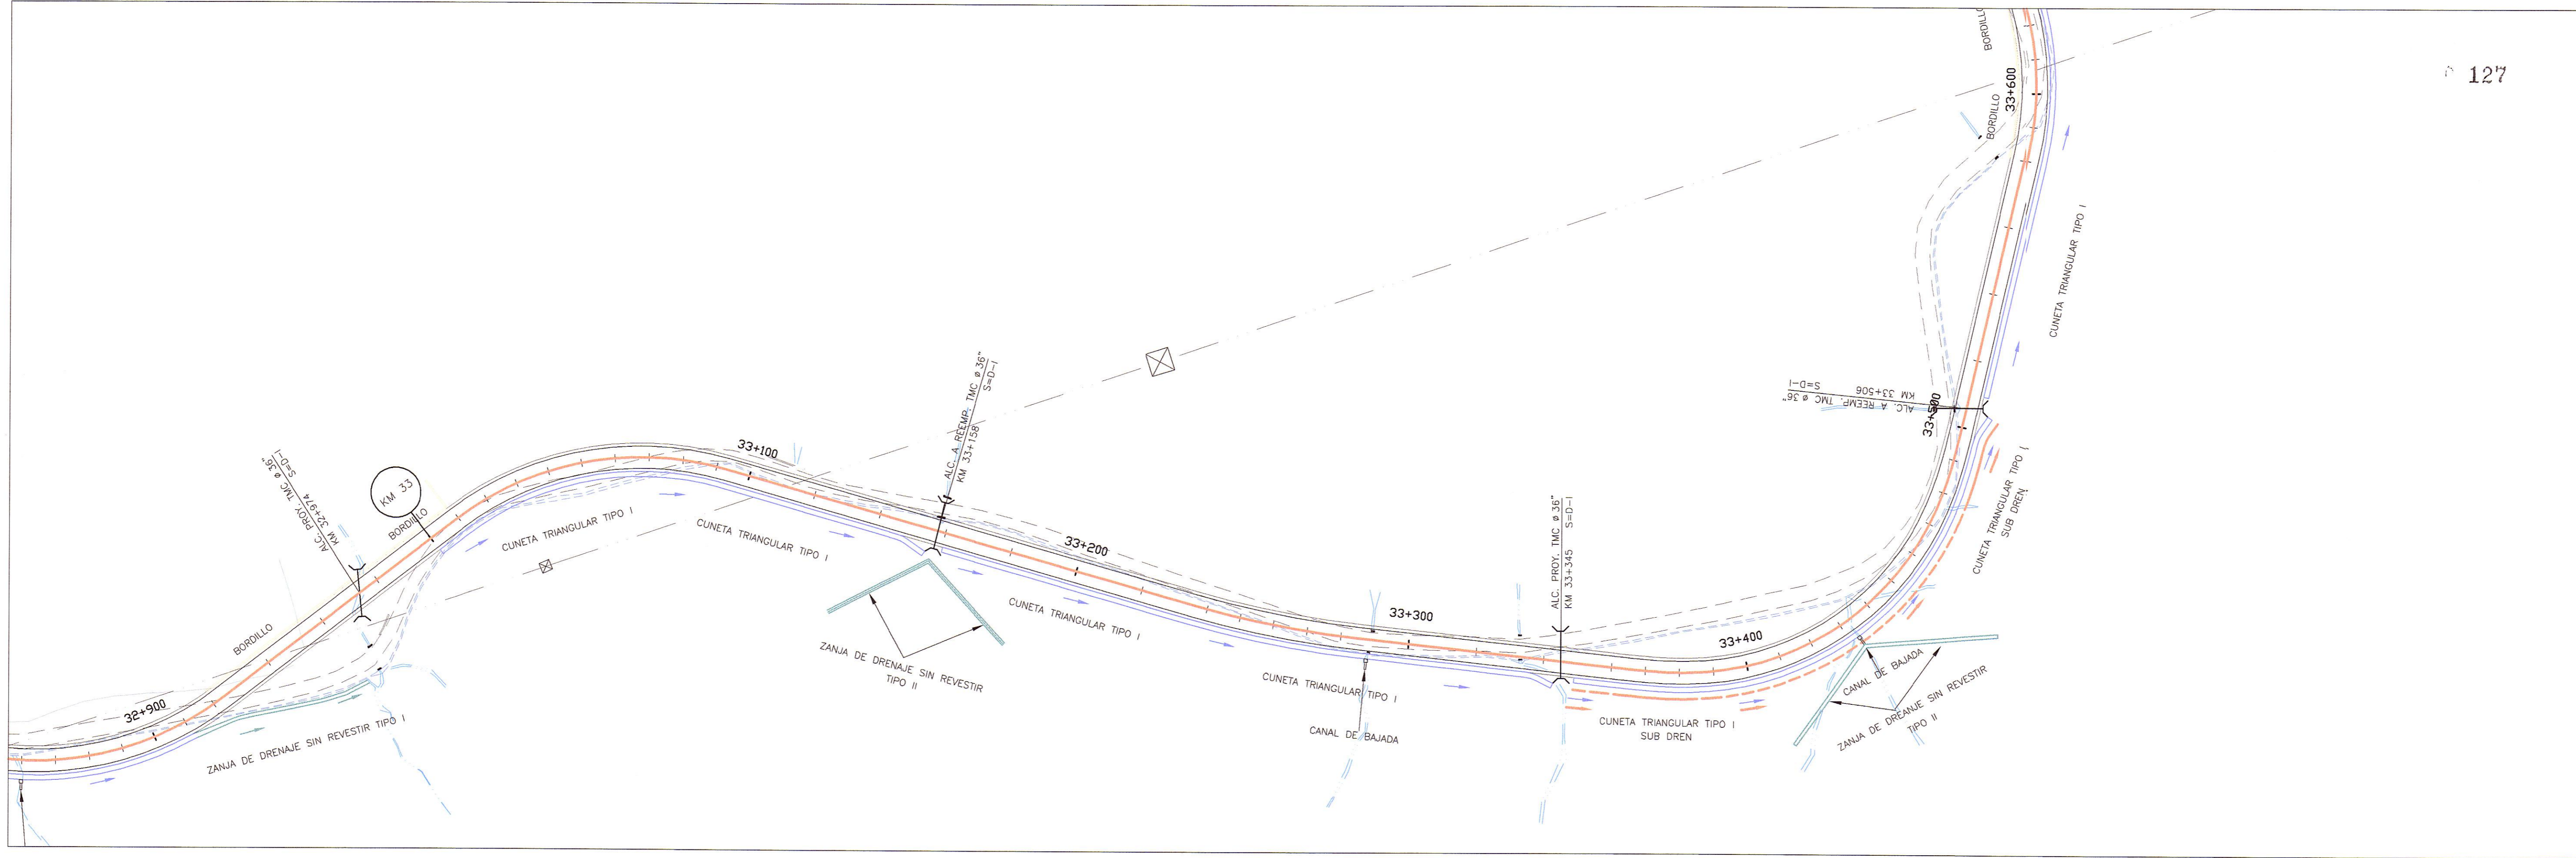 127
BORDILLO
33+600
BORDILLO
CUNETA TRIANGULAR TIPO I
ALC. A REEMP. TMC ø 36"
KM 33+506 S=D-I
33+500
CUNETA TRIANGULAR TIPO I
SUB DREN
ALC. PROY. TMC ø 36"
KM 32+974 S=D-I
KM 33
BORDILLO
BORDILLO
32+900
ZANJA DE DRENAJE SIN REVESTIR TIPO I
CUNETA TRIANGULAR TIPO I
33+100
CUNETA TRIANGULAR TIPO I
ALC. A REEMP. TMC ø 36"
KM 33+158 S=D-I
ZANJA DE DRENAJE SIN REVESTIR
TIPO II
33+200
CUNETA TRIANGULAR TIPO I
33+300
CUNETA TRIANGULAR TIPO I
CANAL DE BAJADA
ALC. PROY. TMC ø 36"
KM 33+345 S=D-I
CUNETA TRIANGULAR TIPO I
SUB DREN
33+400
CANAL DE BAJADA
ZANJA DE DREANJE SIN REVESTIR
TIPO II